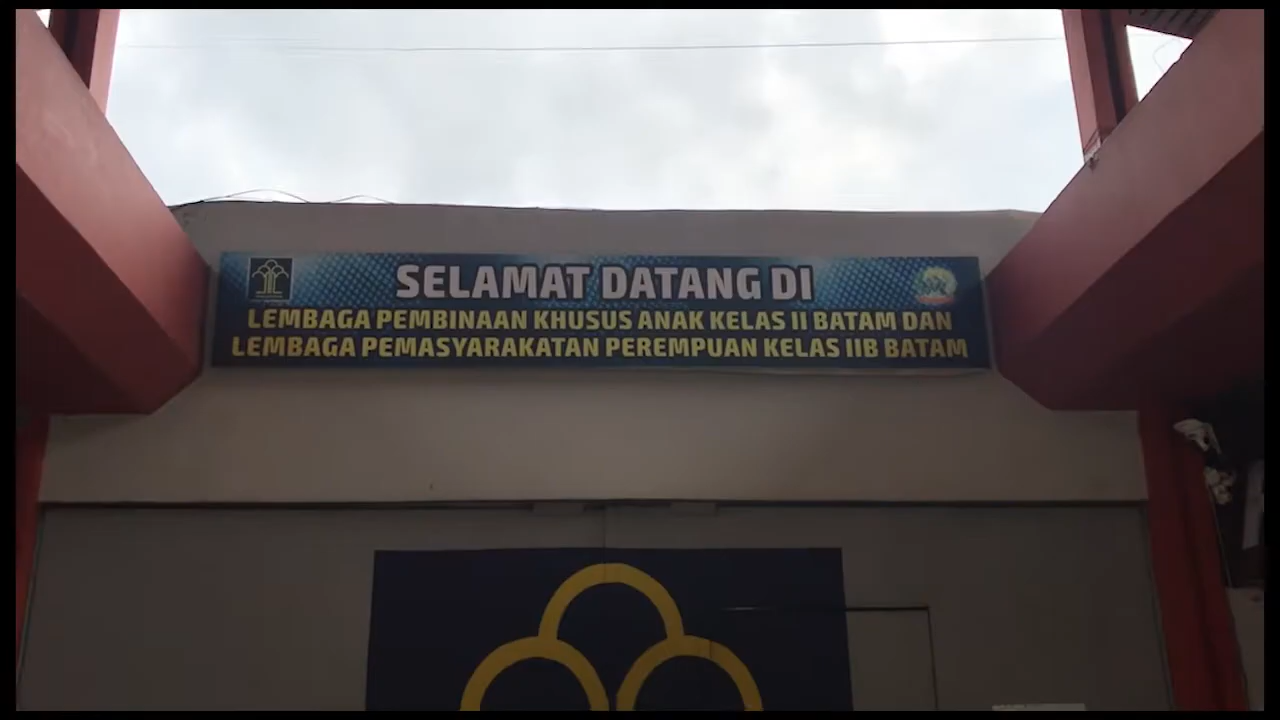 SELAMAT DATANG DI
LEMBAGA PEMBINAAN KHUSUS ANAK KELAS II BATAM DAN
LEMBAGA PEMASYARAKATAN PEREMPUAN KELAS IIB BATAM